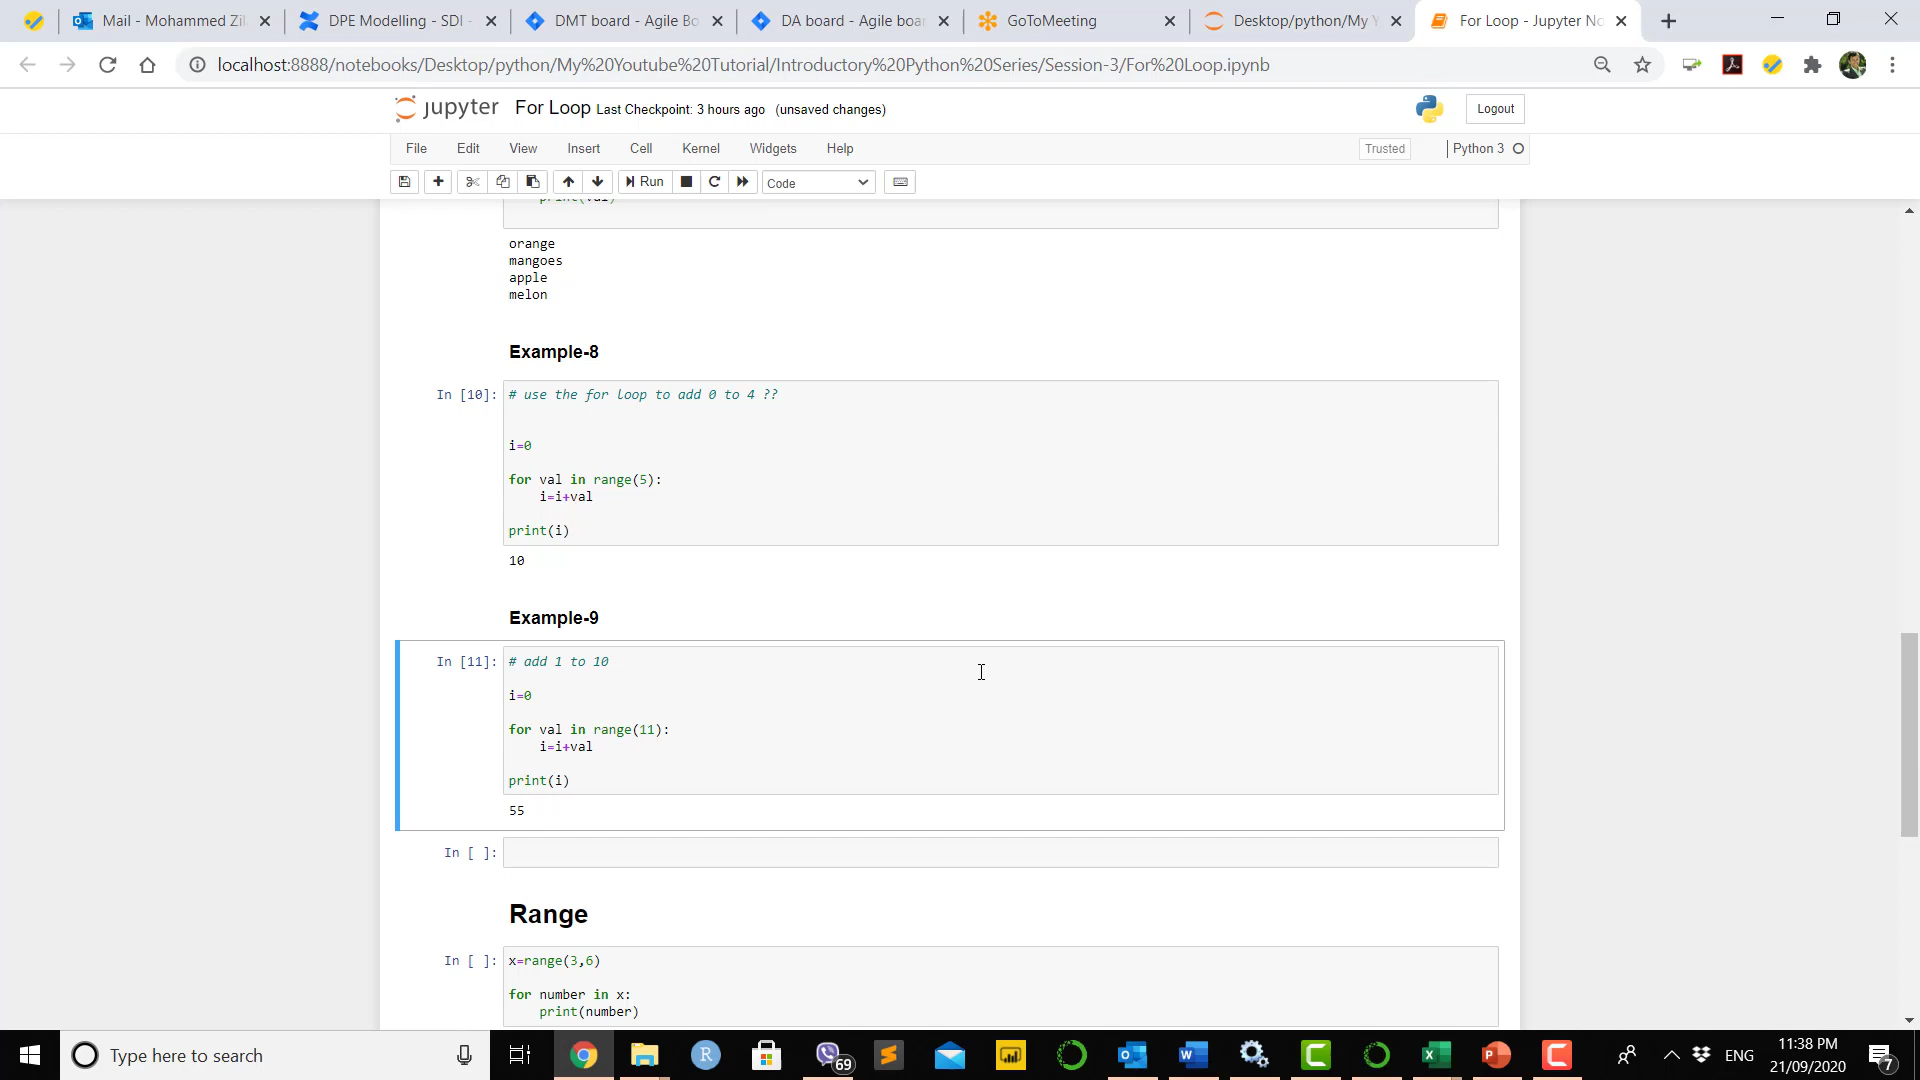 Mail - Mohammed Zil
DPE Modelling - SDI -
DMT board - Agile Bo
DA board - Agile boar
GoToMeeting
Desktop/python/My Y
For Loop - Jupyter No
localhost:8888/notebooks/Desktop/python/My%20Youtube%20Tutorial/Introductory%20Python%20Series/Session-3/For%20Loop.ipynb
jupyter For Loop Last Checkpoint: 3 hours ago (unsaved changes)
Logout
File Edit View Insert Cell Kernel Widgets Help
Trusted
Python 3
Run
Code
print(val)
orange
mangoes
apple
melon
Example-8
In [10]: # use the for loop to add 0 to 4 ??
i=0
for val in range(5):
i=i+val
print(i)
10
Example-9
In [11]: # add 1 to 10
i=0
for val in range(11):
i=i+val
print(i)
55
In [ ]:
Range
In [ ]: x=range(3,6)
for number in x:
print(number)
Type here to search
R
69
ENG
11:38 PM
21/09/2020
7